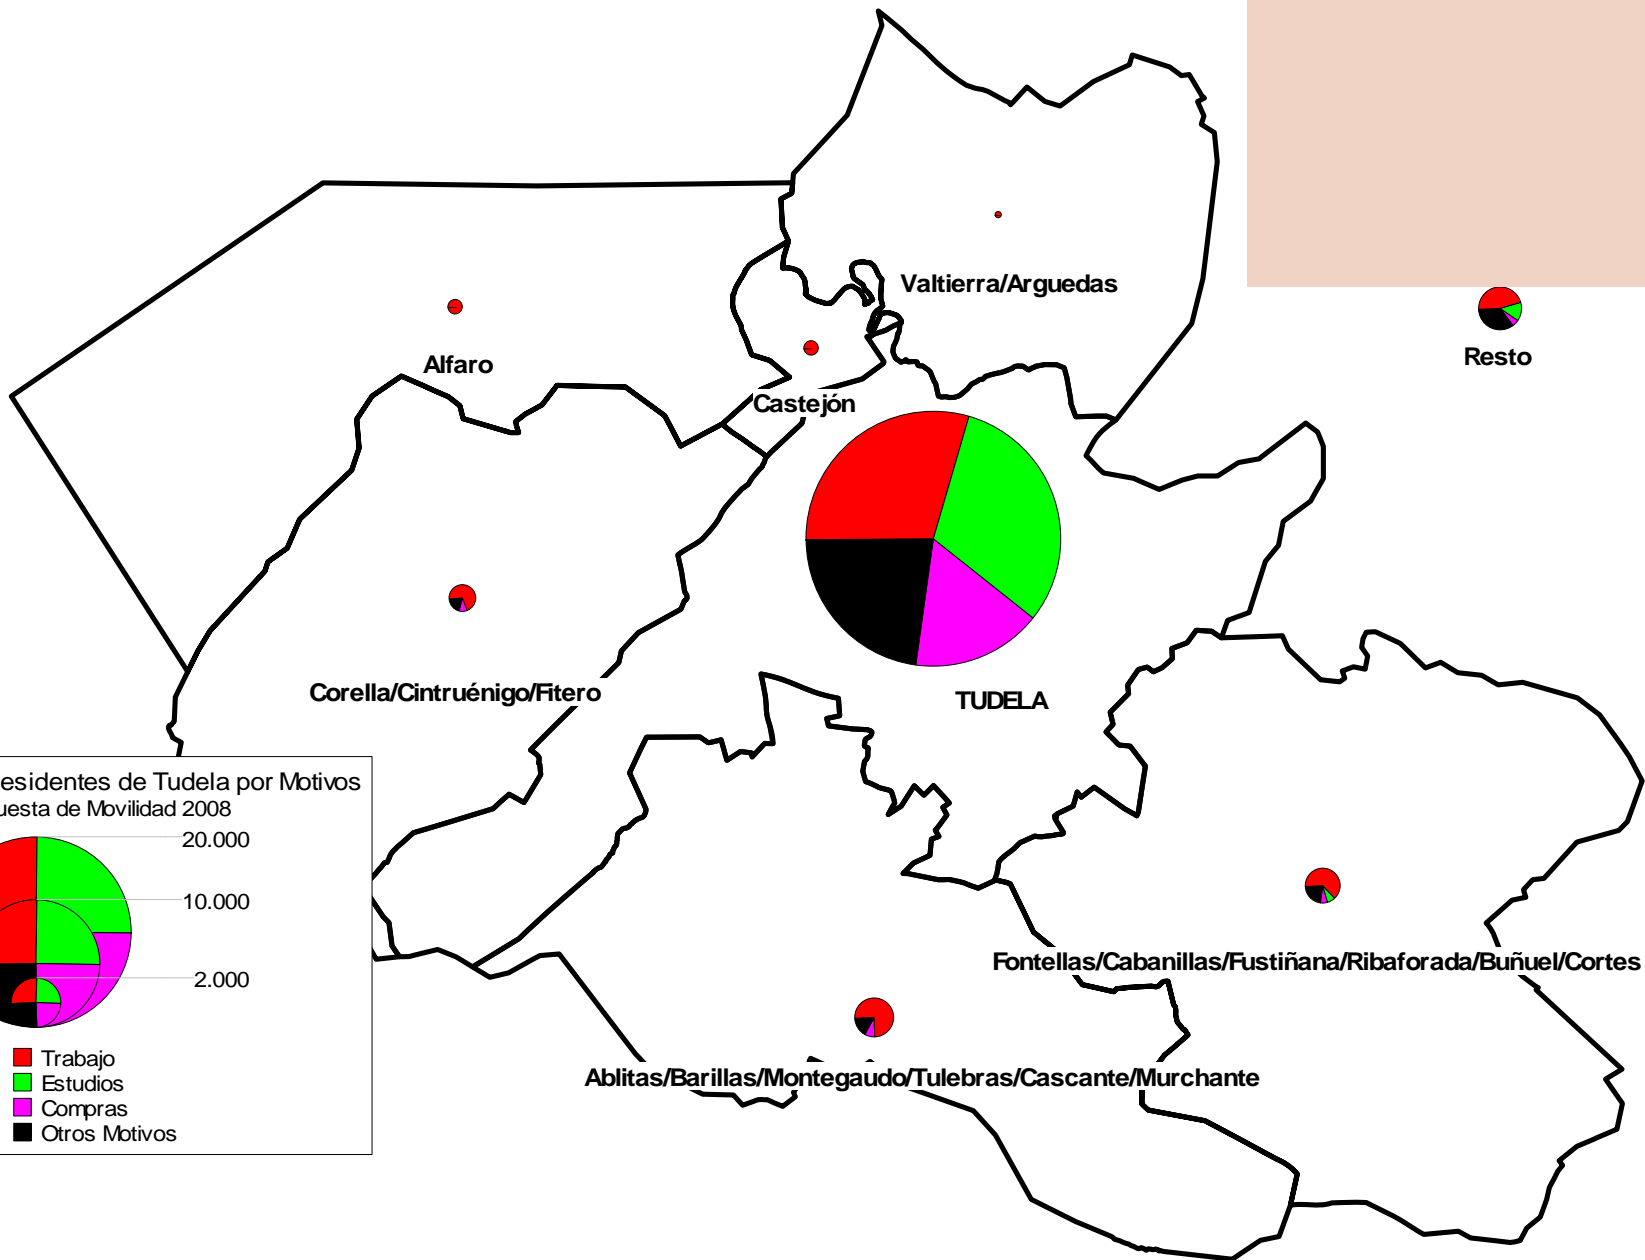 Valtierra/Arguedas
Alfaro
Resto
Castejón
Corella/Cintruénigo/Fitero
TUDELA
esidentes de Tudela por Motivos
uesta de Movilidad 2008
20.000
10.000
2.000
Trabajo
Estudios
Compras
Otros Motivos
Fontellas/Cabanillas/Fustiñana/Ribaforada/Buñuel/Cortes
Ablitas/Barillas/Montegaudo/Tulebras/Cascante/Murchante